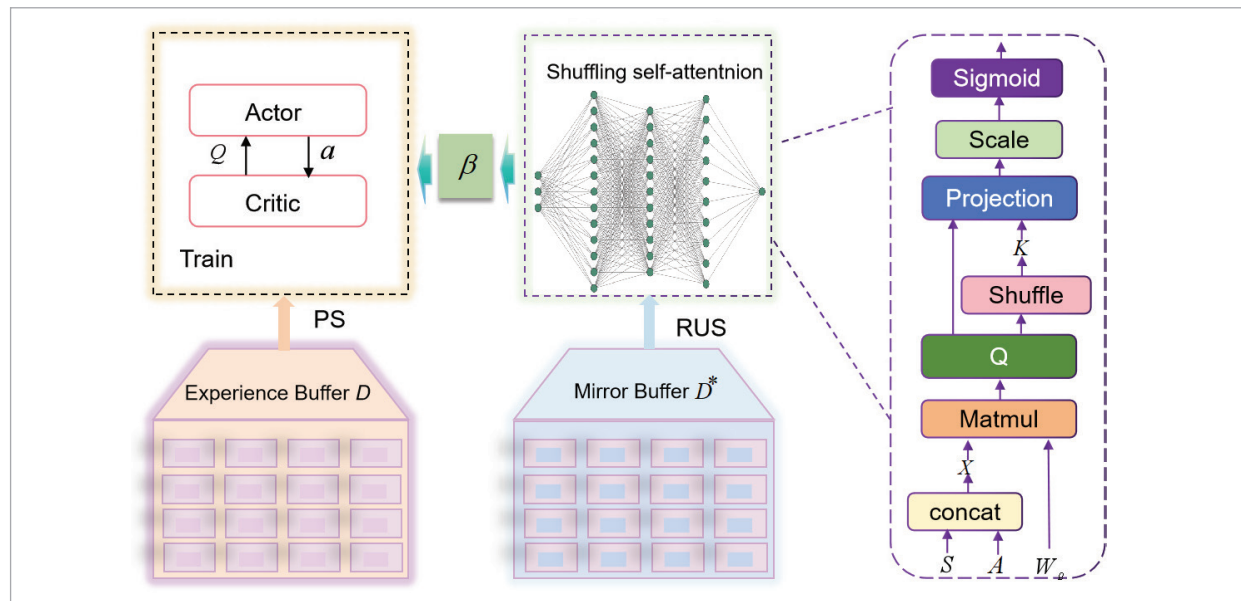 Actor
Q
a
Critic
Train
PS
Experience Buffer D
β
Shuffling self-attentnion
RUS
Mirror Buffer D*
Sigmoid
Scale
Projection
K
Shuffle
Q
Matmul
X
concat
S A W